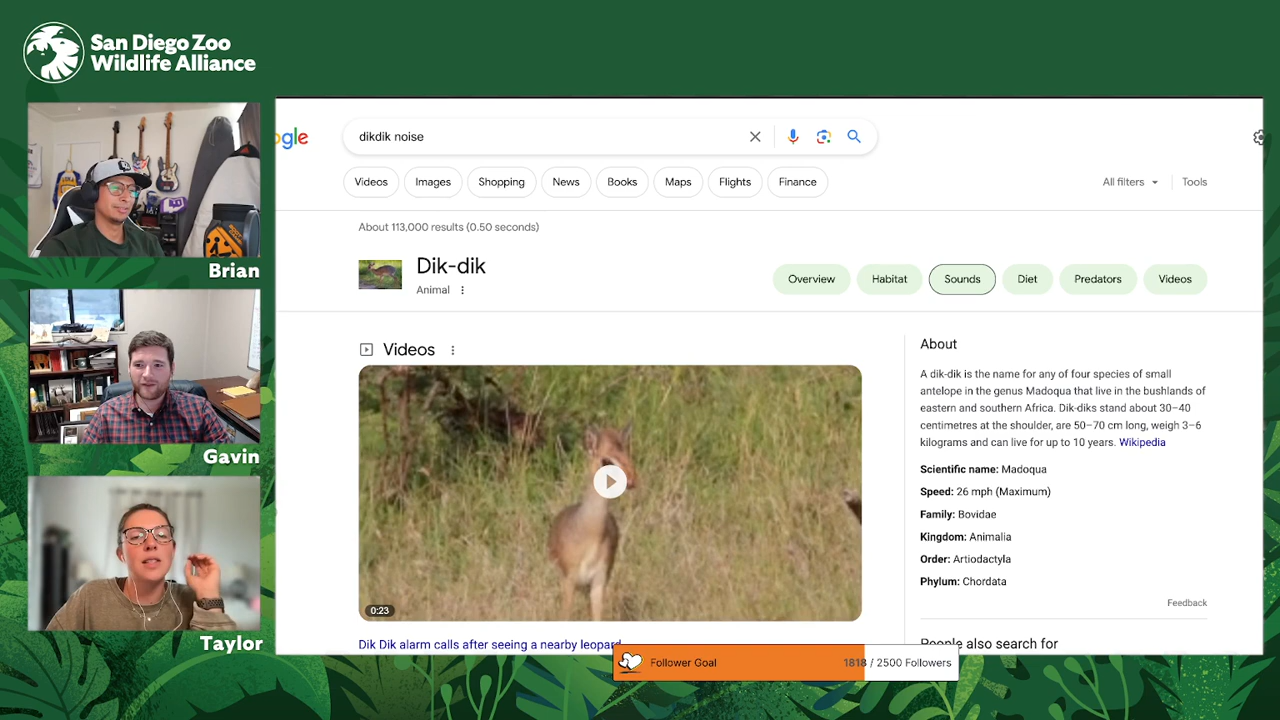 San Diego Zoo
Wildlife Alliance
Brian
Gavin
Taylor
ogle
dikdik noise
Videos
Images
Shopping
News
Books
Maps
Flights
Finance
All filters
Tools
About 113,000 results (0.50 seconds)
Dik-dik
Animal
Overview
Habitat
Sounds
Diet
Predators
Videos
Videos
0:23
Dik Dik alarm calls after seeing a nearby leopard
About
A dik-dik is the name for any of four species of small
antelope in the genus Madoqua that live in the bushlands of
eastern and southern Africa. Dik-diks stand about 30–40
centimetres at the shoulder, are 50–70 cm long, weigh 3–6
kilograms and can live for up to 10 years. Wikipedia
Scientific name: Madoqua
Speed: 26 mph (Maximum)
Family: Bovidae
Kingdom: Animalia
Order: Artiodactyla
Phylum: Chordata
Feedback
People also search for
Follower Goal
1818 / 2500 Followers